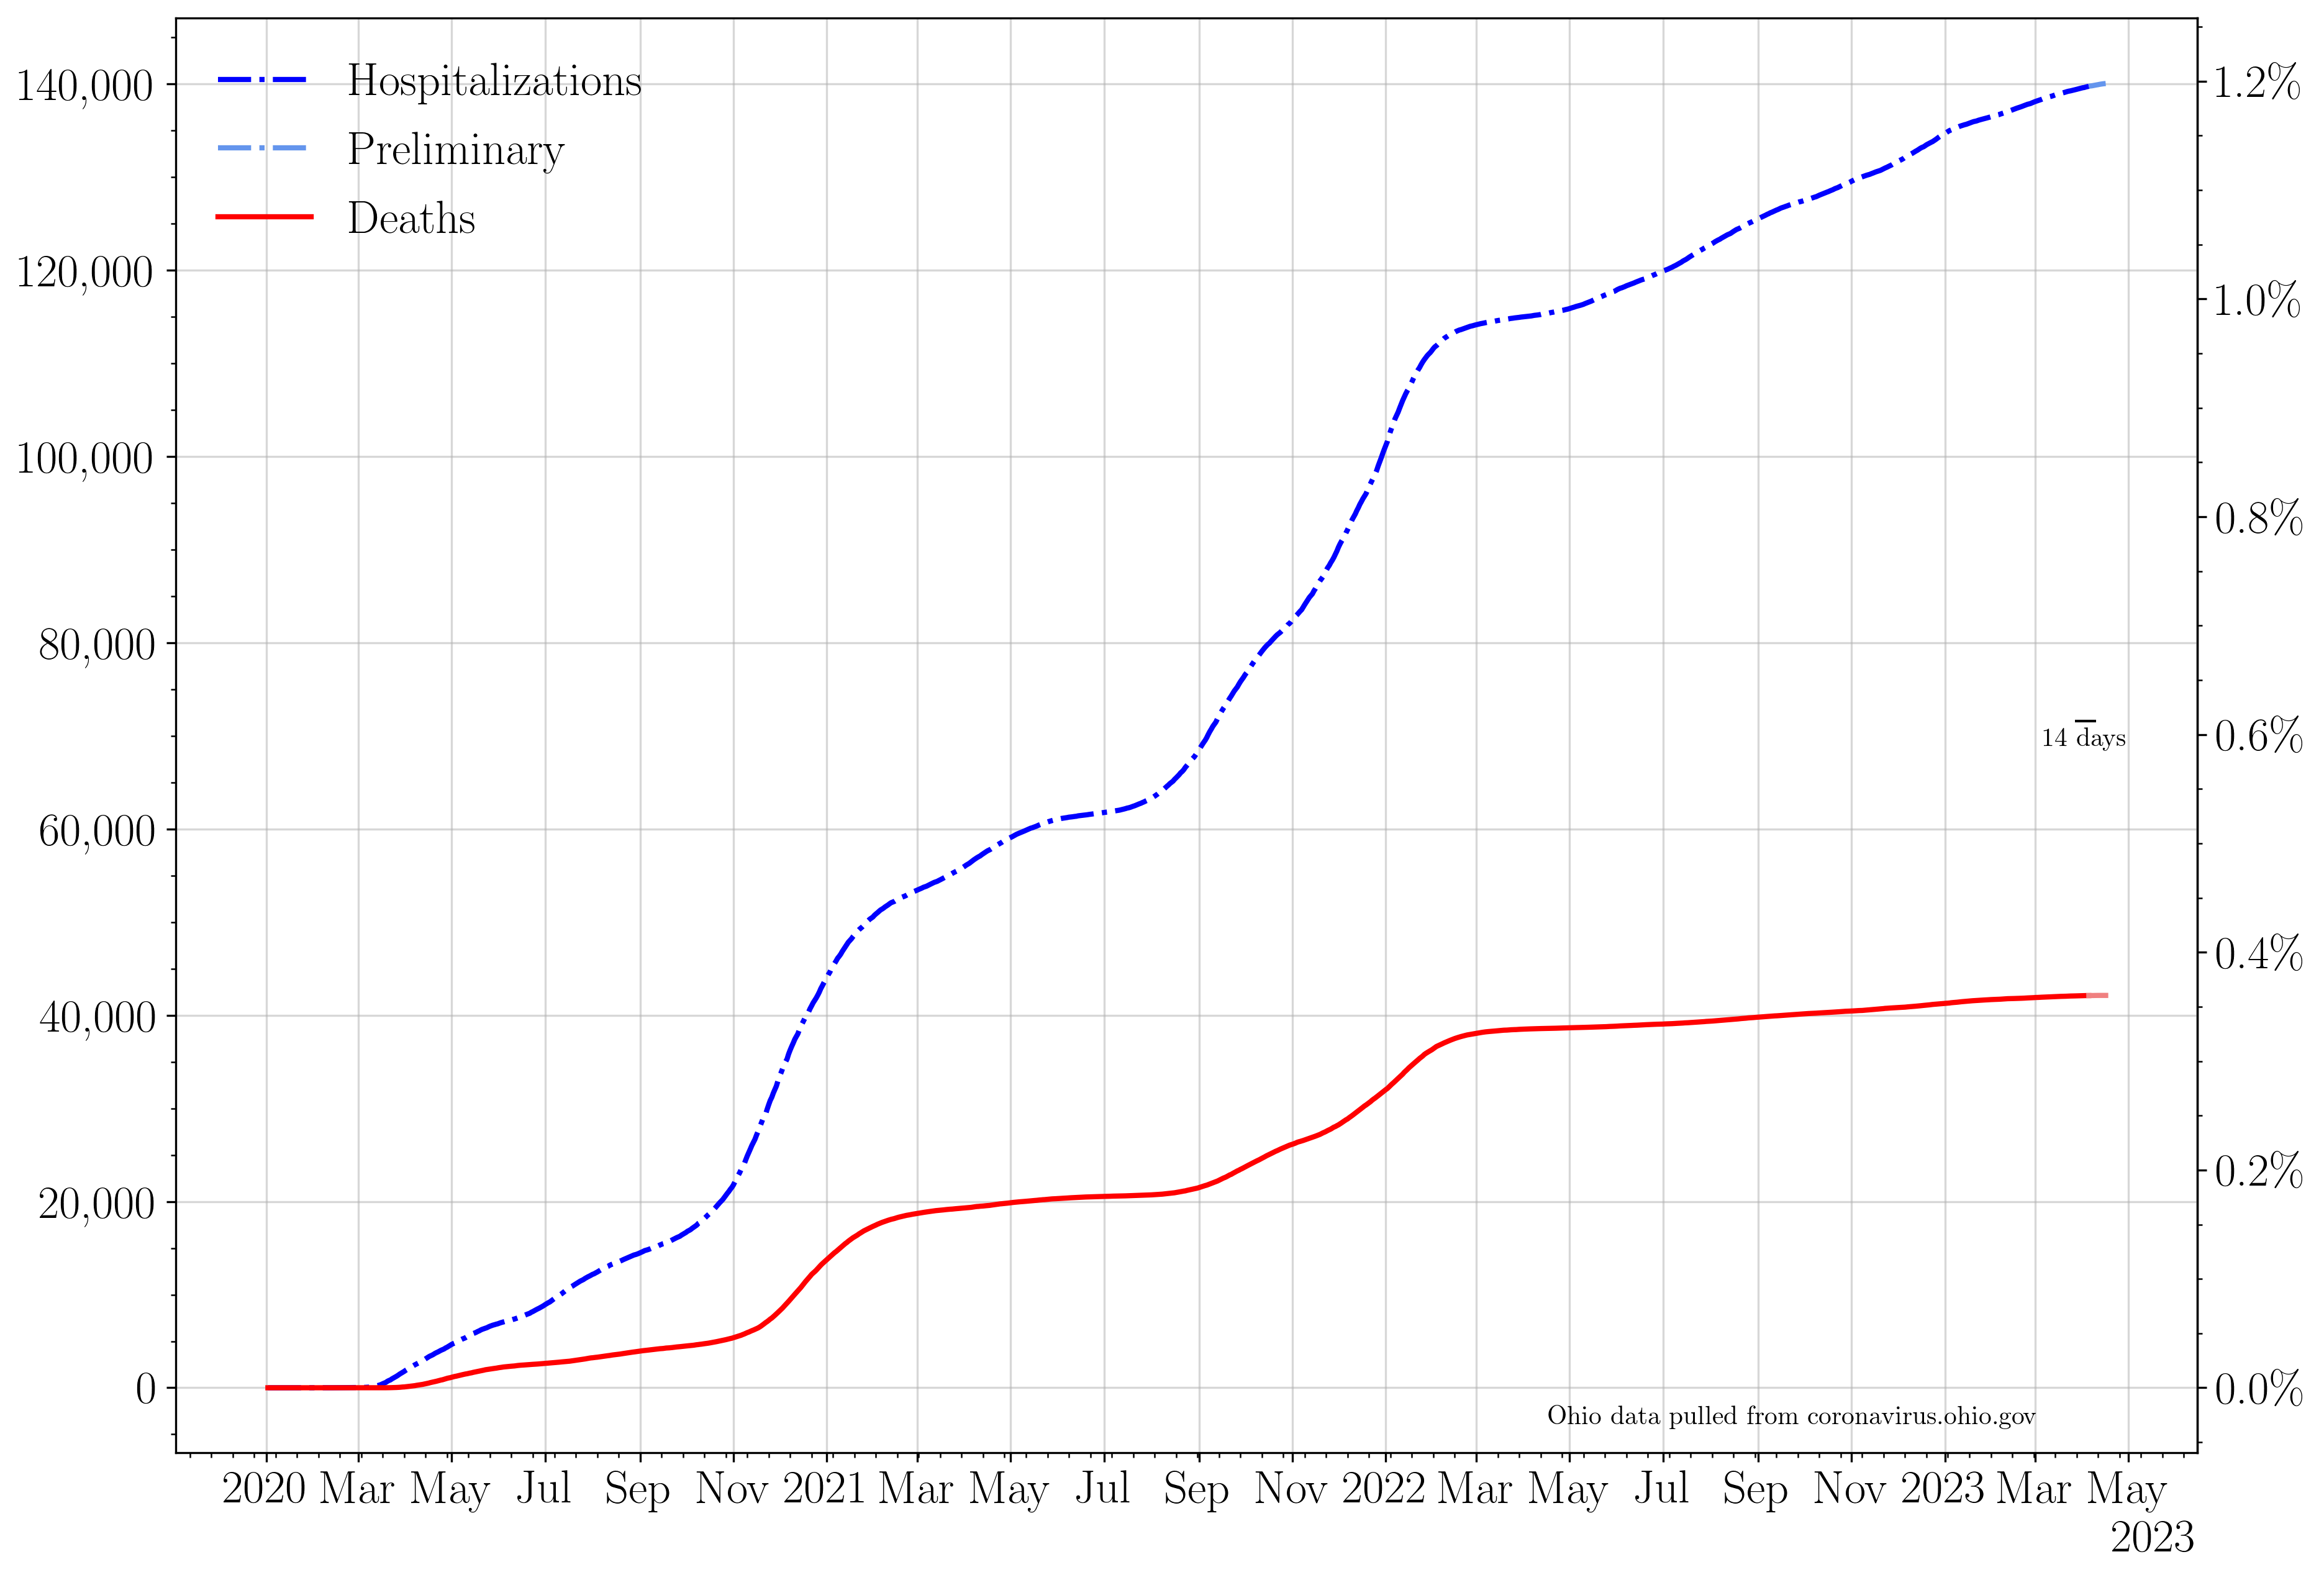 Hospitalizations
Preliminary
Deaths
140,000
120,000
100,000
80,000
60,000
40,000
20,000
0
1.2%
1.0%
0.8%
0.6%
0.4%
0.2%
0.0%
14 days
Ohio data pulled from coronavirus.ohio.gov
2020 Mar May Jul Sep Nov 2021 Mar May Jul Sep Nov 2022 Mar May Jul Sep Nov 2023 Mar May
2023